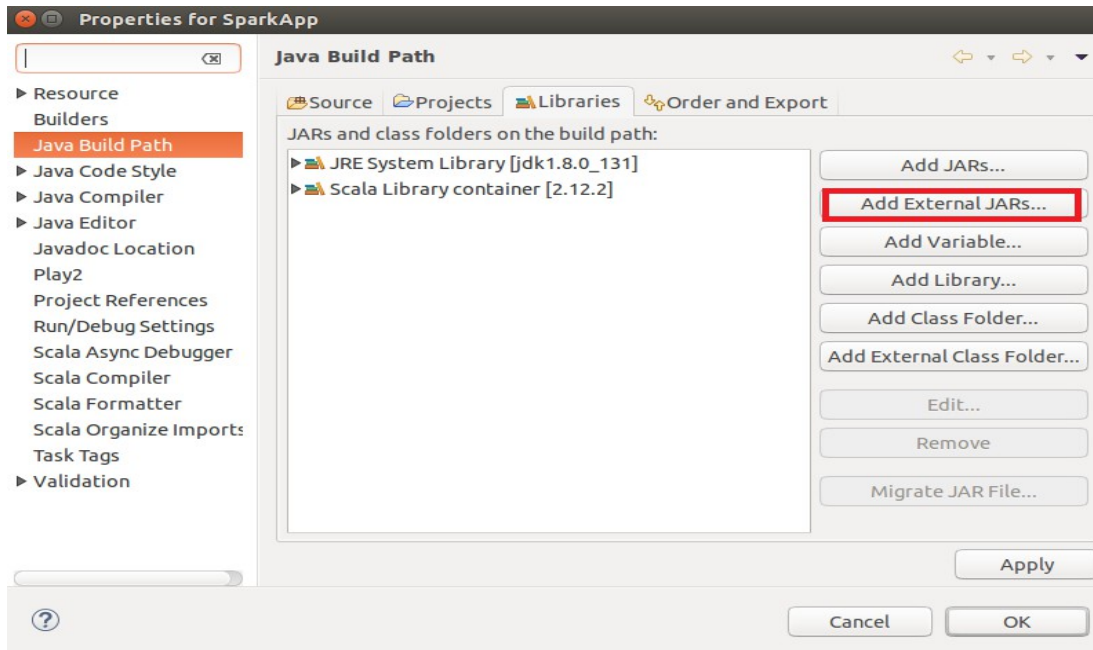 Properties for SparkApp
Java Build Path
Resource
Builders
Java Build Path
Java Code Style
Java Compiler
Java Editor
Javadoc Location
Play2
Project References
Run/Debug Settings
Scala Async Debugger
Scala Compiler
Scala Formatter
Scala Organize Imports
Task Tags
Validation
Source Projects Libraries Order and Export
JARs and class folders on the build path:
JRE System Library [jdk1.8.0_131]
Scala Library container [2.12.2]
Add JARs...
Add External JARs...
Add Variable...
Add Library...
Add Class Folder...
Add External Class Folder...
Edit...
Remove
Migrate JAR File...
Apply
?
Cancel OK